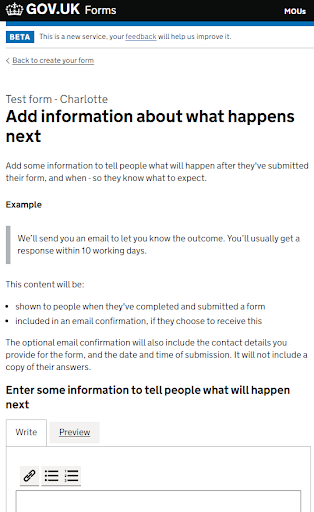 GOV.UK Forms MOUs
BETA This is a new service, your feedback will help us improve it.
< Back to create your form
Test form - Charlotte
Add information about what happens
next
Add some information to tell people what will happen after they've submitted
their form, and when - so they know what to expect.
Example
We'll send you an email to let you know the outcome. You'll usually get a
response within 10 working days.
This content will be:
• shown to people when they've completed and submitted a form
• included in an email confirmation, if they choose to receive this
The optional email confirmation will also include the contact details you
provide for the form, and the date and time of submission. It will not include a
copy of their answers.
Enter some information to tell people what will happen
next
Write Preview